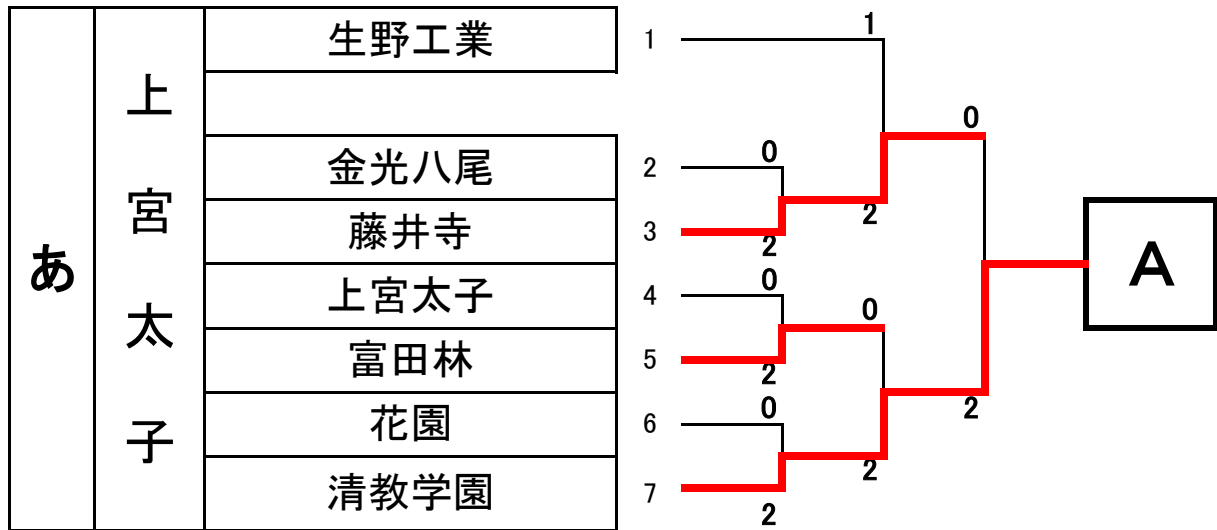 あ
上宮太子
生野工業 1 1
0
金光八尾 2 0
2
藤井寺 3 2
上宮太子 4 0
0
富田林 5 2
花園 6 0
2
2
清教学園 7 2
A